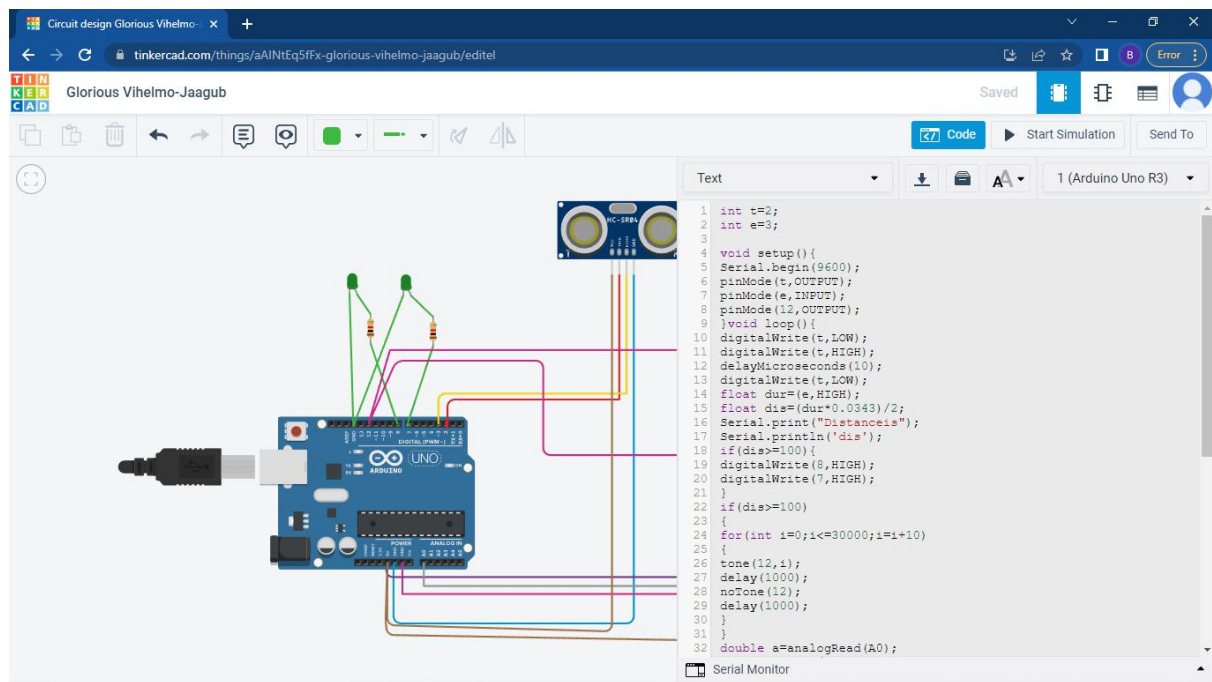 Circuit design Glorious Vihelmo-J
tinkercad.com/things/aAINtEq5fFx-glorious-vihelmo-jaagub/editel
B
Error
TIN
KER
CAD
Glorious Vihelmo-Jaagub
Saved
Code
Start Simulation
Send To
Text
AA
1 (Arduino Uno R3)
HC-SR04
DIGITAL (PWM~)
UNO
ARDUINO
POWER
ANALOG IN
1 int t=2;
2 int e=3;
3
4 void setup(){
5 Serial.begin(9600);
6 pinMode(t,OUTPUT);
7 pinMode(e,INPUT);
8 pinMode(12,OUTPUT);
9 }void loop(){
10 digitalWrite(t,LOW);
11 digitalWrite(t,HIGH);
12 delayMicroseconds(10);
13 digitalWrite(t,LOW);
14 float dur=(e,HIGH);
15 float dis=(dur*0.0343)/2;
16 Serial.print("Distanceis");
17 Serial.println('dis');
18 if(dis>=100){
19 digitalWrite(8,HIGH);
20 digitalWrite(7,HIGH);
21 }
22 if(dis>=100)
23 {
24 for(int i=0;i<=30000;i=i+10)
25 {
26 tone(12,i);
27 delay(1000);
28 noTone(12);
29 delay(1000);
30 }
31 }
32 double a=analogRead(A0);
Serial Monitor